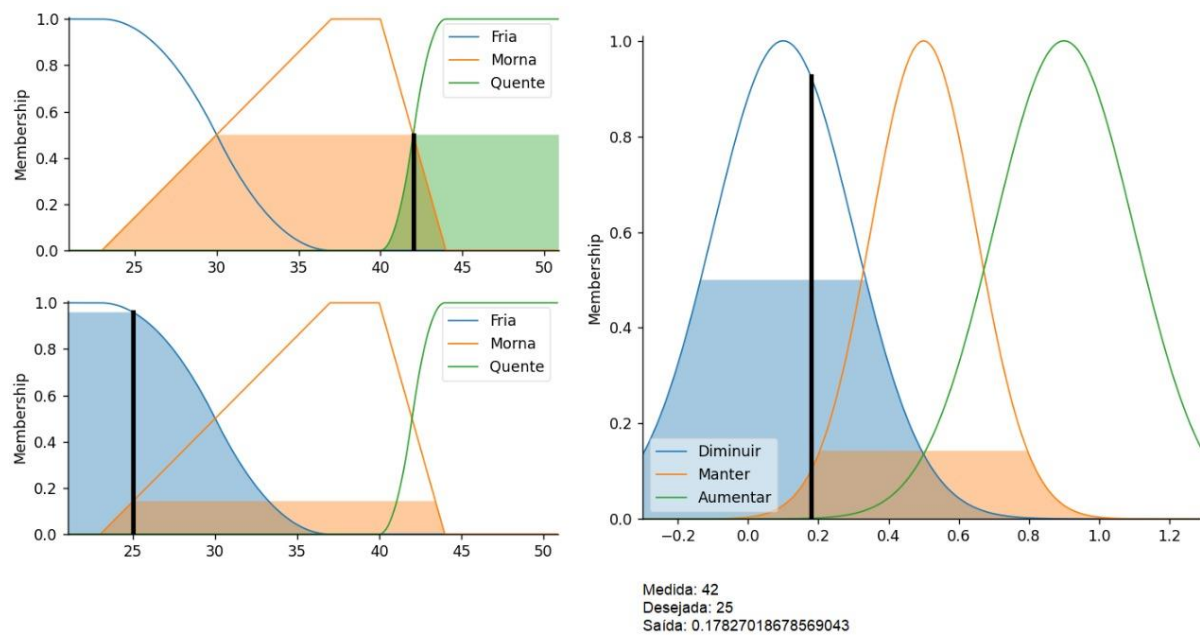 1.0
0.8
0.6
0.4
0.2
0.0
Membership
Fria
Morna
Quente
25 30 35 40 45 50
1.0
0.8
0.6
0.4
0.2
0.0
Membership
Fria
Morna
Quente
25 30 35 40 45 50
1.0
0.8
0.6
0.4
0.2
0.0
Membership
Diminuir
Manter
Aumentar
−0.2 0.0 0.2 0.4 0.6 0.8 1.0 1.2
Medida: 42
Desejada: 25
Saída: 0.17827018678569043